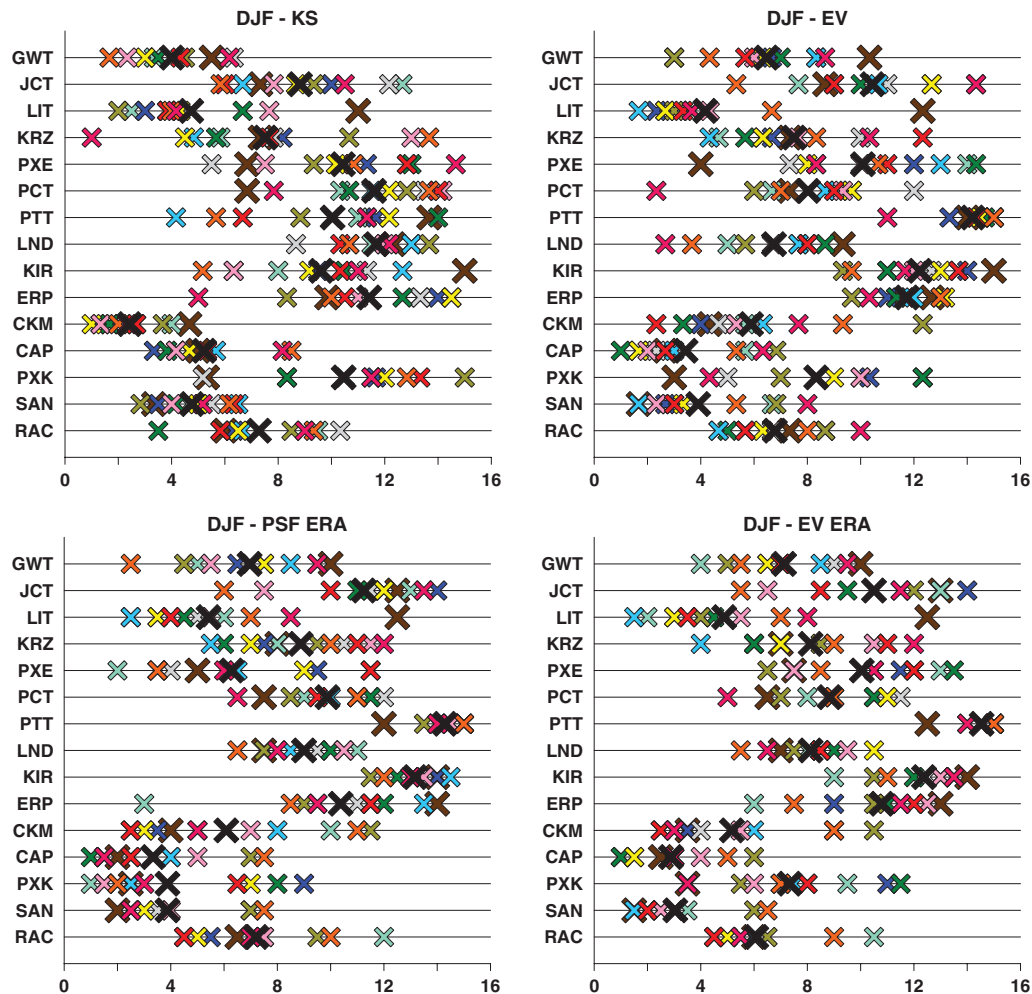 DJF - KS
GWT
JCT
LIT
KRZ
PXE
PCT
PTT
LND
KIR
ERP
CKM
CAP
PXK
SAN
RAC
0 4 8 12 16
DJF - EV
GWT
JCT
LIT
KRZ
PXE
PCT
PTT
LND
KIR
ERP
CKM
CAP
PXK
SAN
RAC
0 4 8 12 16
DJF - PSF ERA
GWT
JCT
LIT
KRZ
PXE
PCT
PTT
LND
KIR
ERP
CKM
CAP
PXK
SAN
RAC
0 4 8 12 16
DJF - EV ERA
GWT
JCT
LIT
KRZ
PXE
PCT
PTT
LND
KIR
ERP
CKM
CAP
PXK
SAN
RAC
0 4 8 12 16